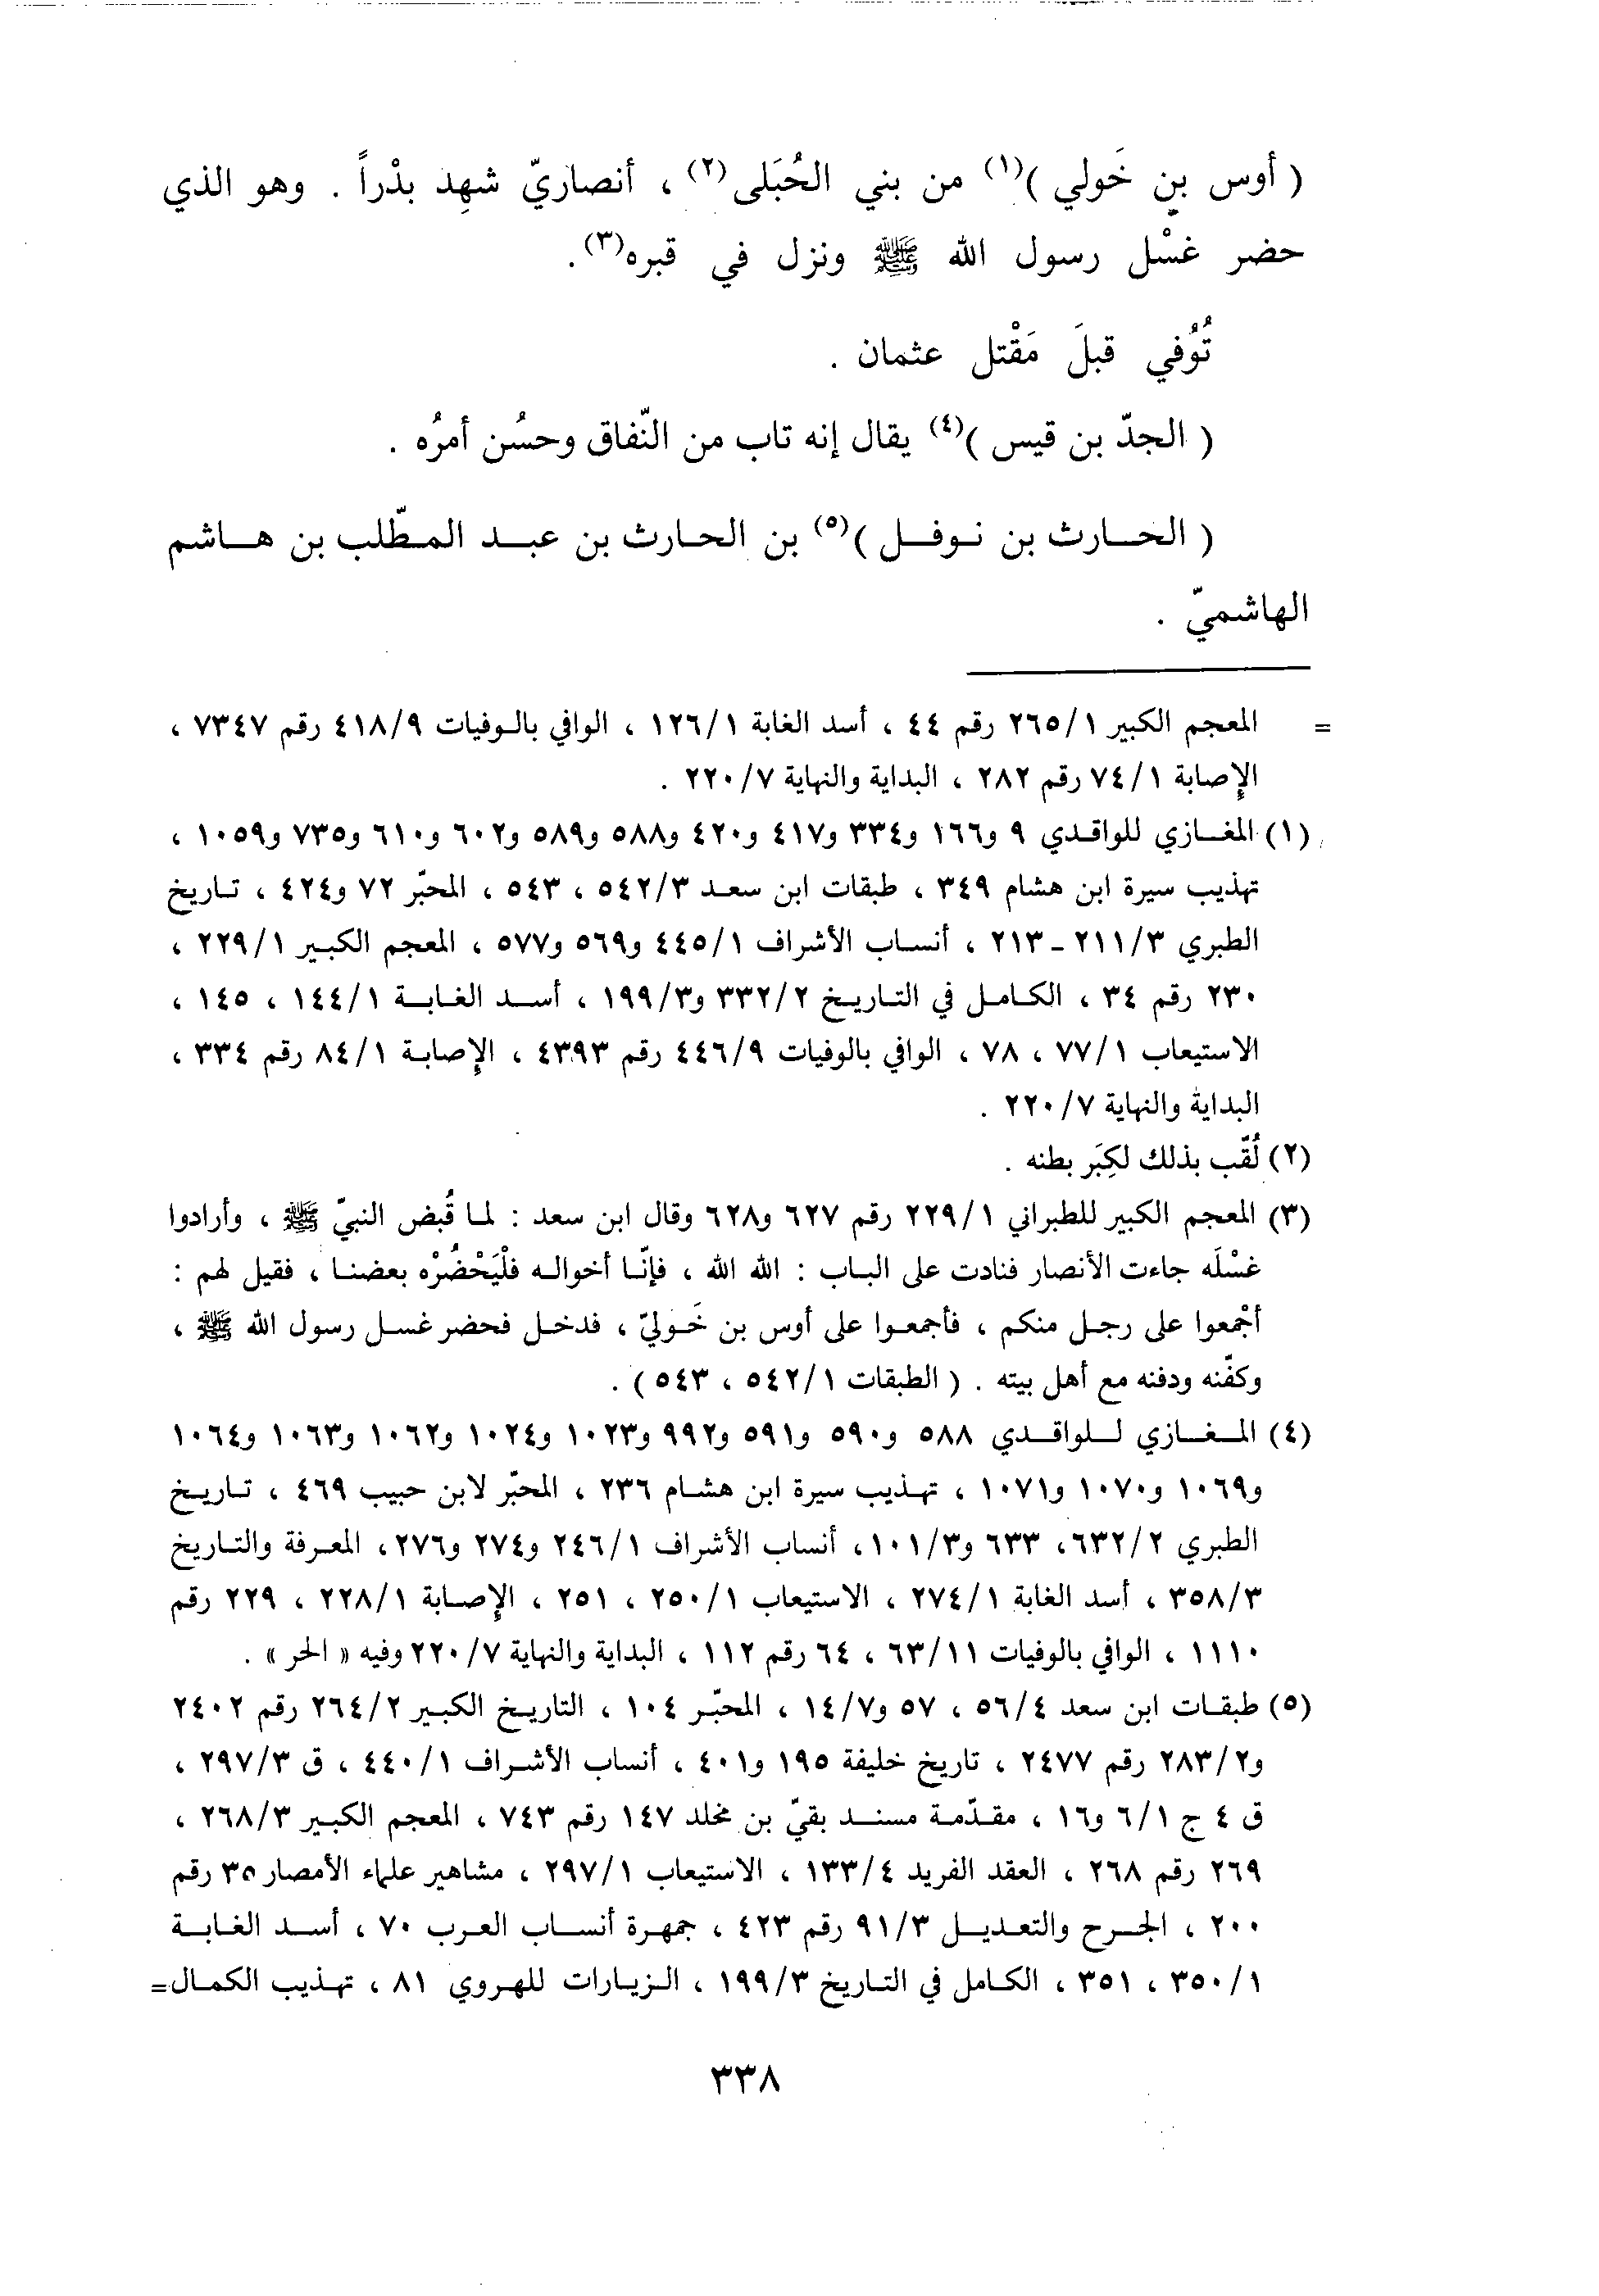 ( أوس بن خَولي )(١) من بني الحُبَلى(٢) ، أنصاريّ شهِد بدْراً . وهو الذي
حضر غسْل رسول الله ﷺ ونزل في قبره(٣) .
تُوُفي قبلَ مَقْتل عثمان .
( الجدّ بن قيس )(٤) يقال إنه تاب من النّفاق وحسُن أمرُه .
( الحارث بن نوفل )(٥) بن الحارث بن عبد المطّلب بن هاشم
الهاشميّ .
= المعجم الكبير ٢٦٥/١ رقم ٤٤ ، أسد الغابة ١٢٦/١ ، الوافي بالوفيات ٤١٨/٩ رقم ٧٣٤٧ ،
الإصابة ٧٤/١ رقم ٢٨٢ ، البداية والنهاية ٢٢٠/٧ .
(١) المغازي للواقدي ٩ و١٦٦ و٣٣٤ و٤١٧ و٤٢٠ و٥٨٨ و٥٨٩ و٦٠٢ و٦١٠ و٧٣٥ و١٠٥٩ ،
تهذيب سيرة ابن هشام ٣٤٩ ، طبقات ابن سعد ٥٤٢/٣ ، ٥٤٣ ، المحبّر ٧٢ و٤٢٤ ، تاريخ
الطبري ٢١١/٣ - ٢١٣ ، أنساب الأشراف ٤٤٥/١ و٥٦٩ و٥٧٧ ، المعجم الكبير ٢٢٩/١ ،
٢٣٠ رقم ٣٤ ، الكامل في التاريخ ٣٣٢/٢ و١٩٩/٣ ، أسد الغابة ١٤٤/١ ، ١٤٥ ،
الاستيعاب ٧٧/١ ، ٧٨ ، الوافي بالوفيات ٤٤٦/٩ رقم ٤٣٩٣ ، الإصابة ٨٤/١ رقم ٣٣٤ ،
البداية والنهاية ٢٢٠/٧ .
(٢) لُقّب بذلك لكِبَر بطنه .
(٣) المعجم الكبير للطبراني ٢٢٩/١ رقم ٦٢٧ و٦٢٨ وقال ابن سعد : لما قُبض النبيّ ﷺ ، وأرادوا
غسْلَه جاءت الأنصار فنادت على الباب : الله الله ، فإنّا أخواله فلْيَحْضُرْه بعضنا ، فقيل لهم :
أجْمعوا على رجل منكم ، فأجمعوا على أوس بن خَوليّ ، فدخل فحضر غسل رسول الله ﷺ ،
وكفّنه ودفنه مع أهل بيته . ( الطبقات ٥٤٢/١ ، ٥٤٣ ) .
(٤) المغازي للواقدي ٥٨٨ و٥٩٠ و٥٩١ و٩٩٢ و١٠٢٣ و١٠٢٤ و١٠٦٢ و١٠٦٣ و١٠٦٤
و١٠٦٩ و١٠٧٠ و١٠٧١ ، تهذيب سيرة ابن هشام ٢٣٦ ، المحبّر لابن حبيب ٤٦٩ ، تاريخ
الطبري ٦٣٢/٢، ٦٣٣ و١٠١/٣، أنساب الأشراف ٢٤٦/١ و٢٧٤ و٢٧٦، المعرفة والتاريخ
٣٥٨/٣ ، أسد الغابة ٢٧٤/١ ، الاستيعاب ٢٥٠/١ ، ٢٥١ ، الإصابة ٢٢٨/١ ، ٢٢٩ رقم
١١١٠ ، الوافي بالوفيات ٦٣/١١ ، ٦٤ رقم ١١٢ ، البداية والنهاية ٢٢٠/٧ وفيه « الحر » .
(٥) طبقات ابن سعد ٥٦/٤ ، ٥٧ و١٤/٧ ، المحبّر ١٠٤ ، التاريخ الكبير ٢٦٤/٢ رقم ٢٤٠٢
و٢٨٣/٢ رقم ٢٤٧٧ ، تاريخ خليفة ١٩٥ و٤٠١ ، أنساب الأشراف ٤٤٠/١ ، ق ٢٩٧/٣ ،
ق ٤ ج ٦/١ و١٦ ، مقدّمة مسند بقيّ بن مخلد ١٤٧ رقم ٧٤٣ ، المعجم الكبير ٢٦٨/٣ ،
٢٦٩ رقم ٢٦٨ ، العقد الفريد ١٣٣/٤ ، الاستيعاب ٢٩٧/١ ، مشاهير علماء الأمصار ٣٥ رقم
٢٠٠ ، الجرح والتعديل ٩١/٣ رقم ٤٢٣ ، جمهرة أنساب العرب ٧٠ ، أسد الغابة
٣٥٠/١ ، ٣٥١ ، الكامل في التاريخ ١٩٩/٣ ، الزيارات للهروي ٨١ ، تهذيب الكمال=
٣٣٨